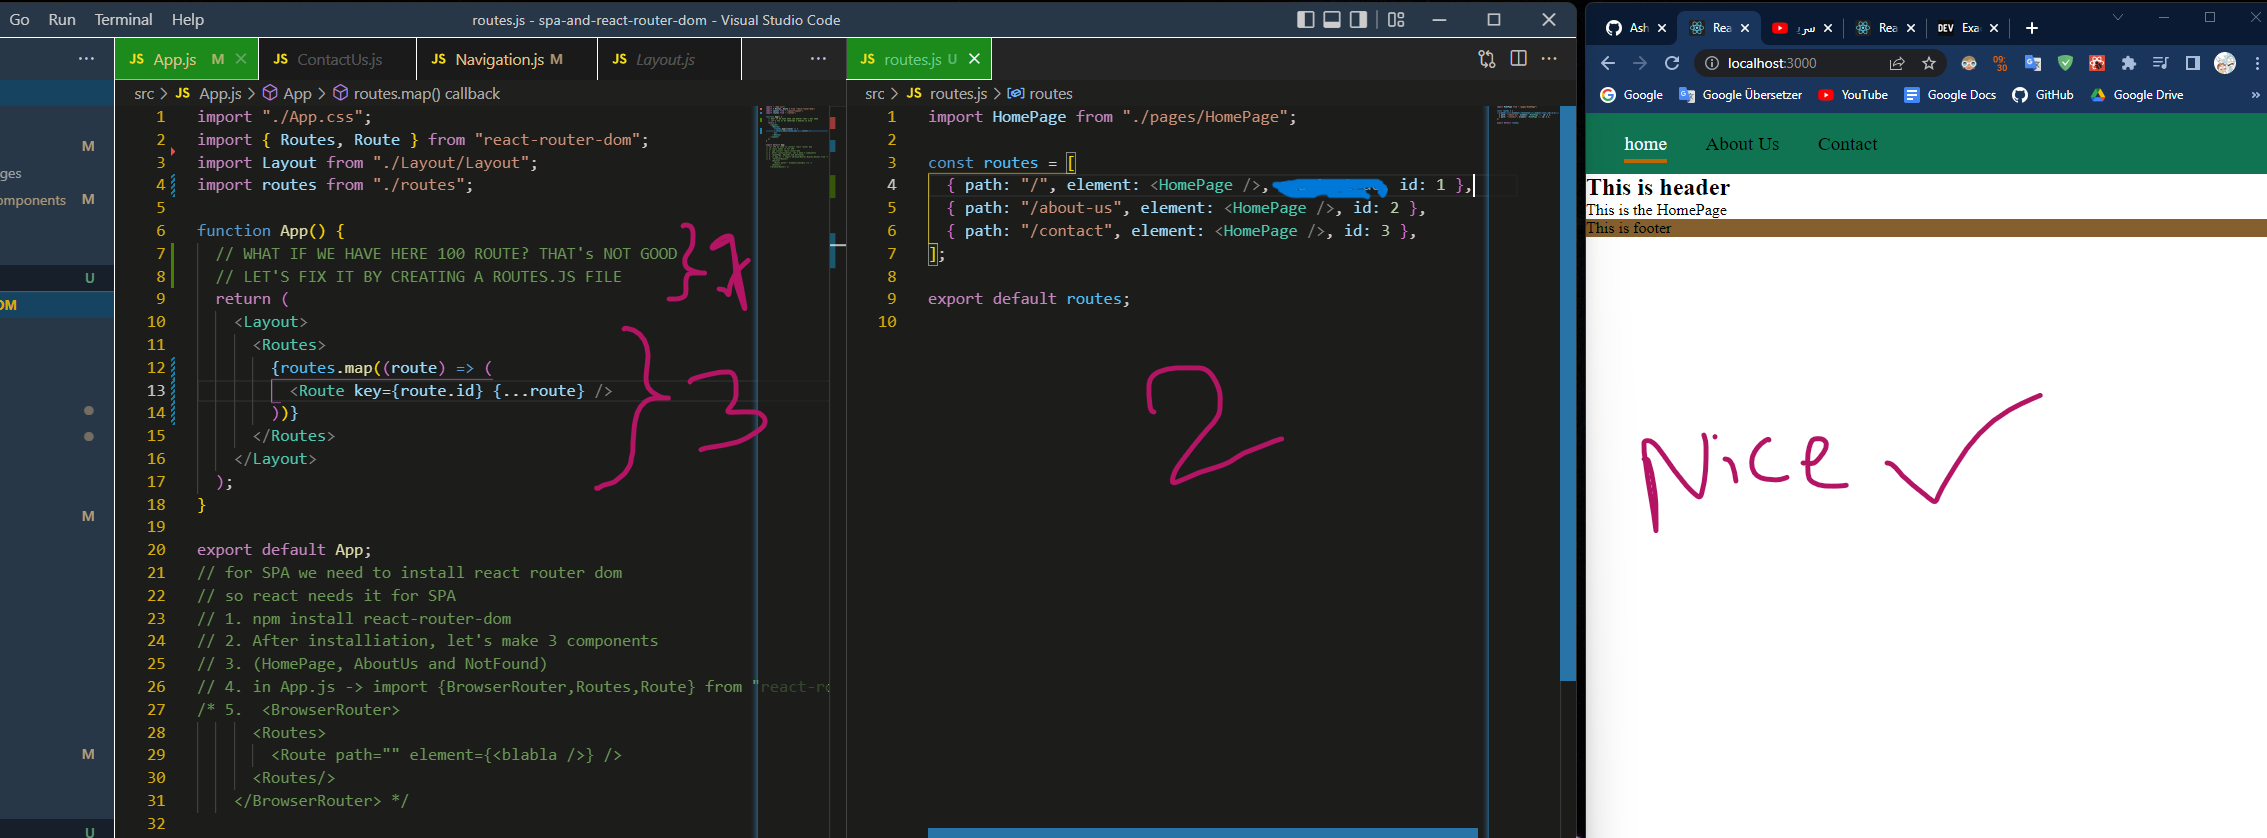 Go Run Terminal Help
routes.js - spa-and-react-router-dom - Visual Studio Code
JS App.js M
JS ContactUs.js
JS Navigation.js M
JS Layout.js
src > JS App.js > App > routes.map() callback
1 import "./App.css";
2 import { Routes, Route } from "react-router-dom";
3 import Layout from "./Layout/Layout";
4 import routes from "./routes";
5
6 function App() {
7 // WHAT IF WE HAVE HERE 100 ROUTE? THAT's NOT GOOD
8 // LET'S FIX IT BY CREATING A ROUTES.JS FILE
9 return (
10 <Layout>
11 <Routes>
12 {routes.map((route) => (
13 <Route key={route.id} {...route} />
14 ))}
15 </Routes>
16 </Layout>
17 );
18 }
19
20 export default App;
21 // for SPA we need to install react router dom
22 // so react needs it for SPA
23 // 1. npm install react-router-dom
24 // 2. After installiation, let's make 3 components
25 // 3. (HomePage, AboutUs and NotFound)
26 // 4. in App.js -> import {BrowserRouter,Routes,Route} from "react-ro
27 /* 5. <BrowserRouter>
28 <Routes>
29 <Route path="" element={<blabla />} />
30 <Routes/>
31 </BrowserRouter> */
32
M
ges
omponents M
U
OM
M
M
U
1
3
JS routes.js U
src > JS routes.js > routes
1 import HomePage from "./pages/HomePage";
2
3 const routes = [
4 { path: "/", element: <HomePage />, id: 1 },
5 { path: "/about-us", element: <HomePage />, id: 2 },
6 { path: "/contact", element: <HomePage />, id: 3 },
7 ];
8
9 export default routes;
10
2
Ash
Rea
Rea
DEV Exa
localhost:3000
09:
30
Google Google Übersetzer YouTube Google Docs GitHub Google Drive »
home About Us Contact
This is header
This is the HomePage
This is footer
Nice